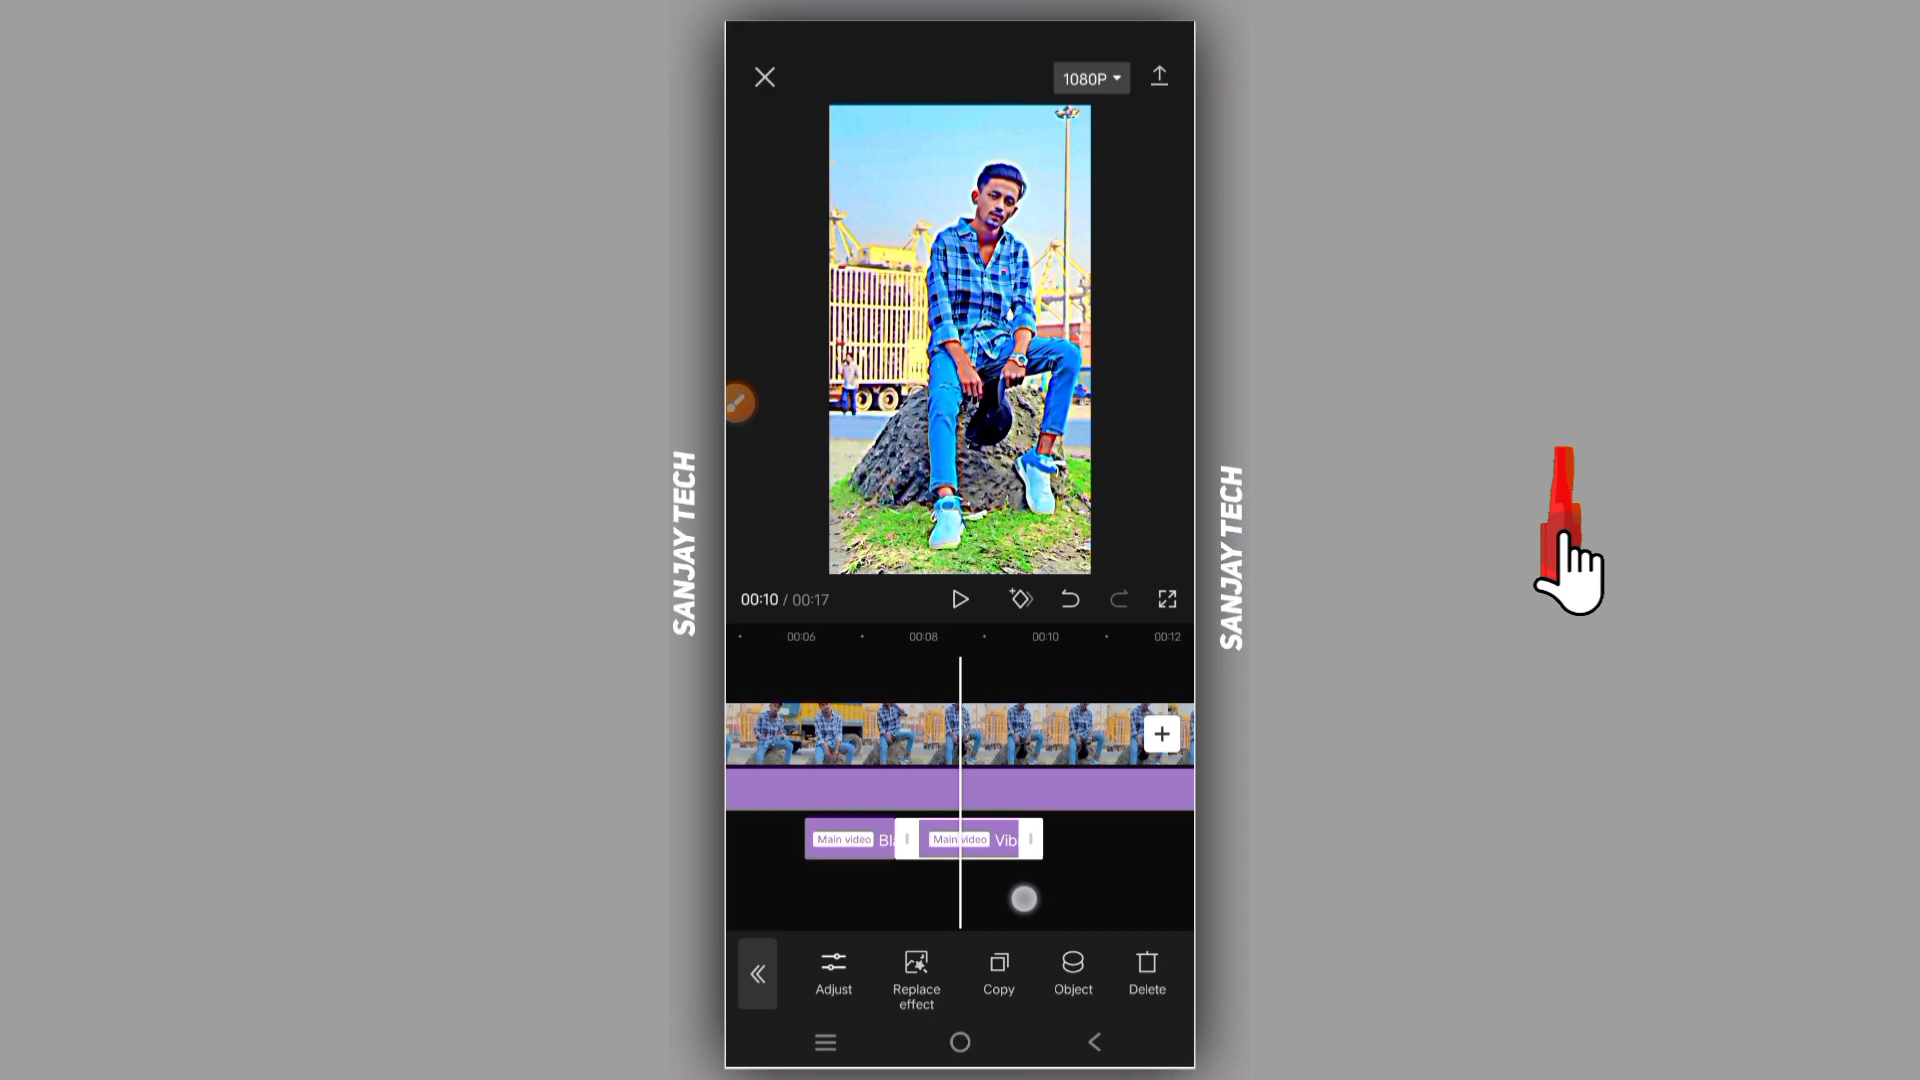 1080P
00:10 / 00:17
00:06
00:08
00:10
00:12
Main video
Main video Vib
Adjust
Replace
effect
Copy
Object
Delete
SANJAY TECH
SANJAY TECH